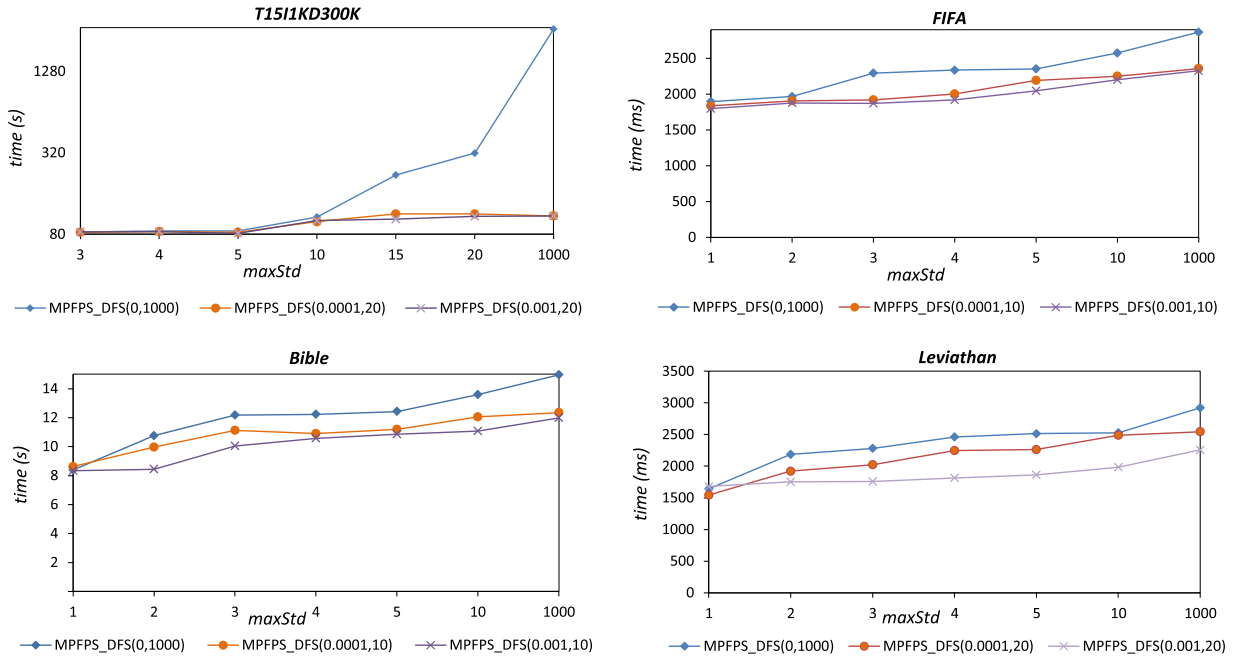 T15I1KD300K
1280
320
80
time (s)
3 4 5 10 15 20 1000
maxStd
MPFPS_DFS(0,1000) MPFPS_DFS(0.0001,20) MPFPS_DFS(0.001,20)
FIFA
2500
2000
1500
1000
500
0
time (ms)
1 2 3 4 5 10 1000
maxStd
MPFPS_DFS(0,1000) MPFPS_DFS(0.0001,10) MPFPS_DFS(0.001,10)
Bible
14
12
10
8
6
4
2
time (s)
1 2 3 4 5 10 1000
maxStd
MPFPS_DFS(0,1000) MPFPS_DFS(0.0001,10) MPFPS_DFS(0.001,10)
Leviathan
3500
3000
2500
2000
1500
1000
500
0
time (ms)
1 2 3 4 5 10 1000
maxStd
MPFPS_DFS(0,1000) MPFPS_DFS(0.0001,20) MPFPS_DFS(0.001,20)